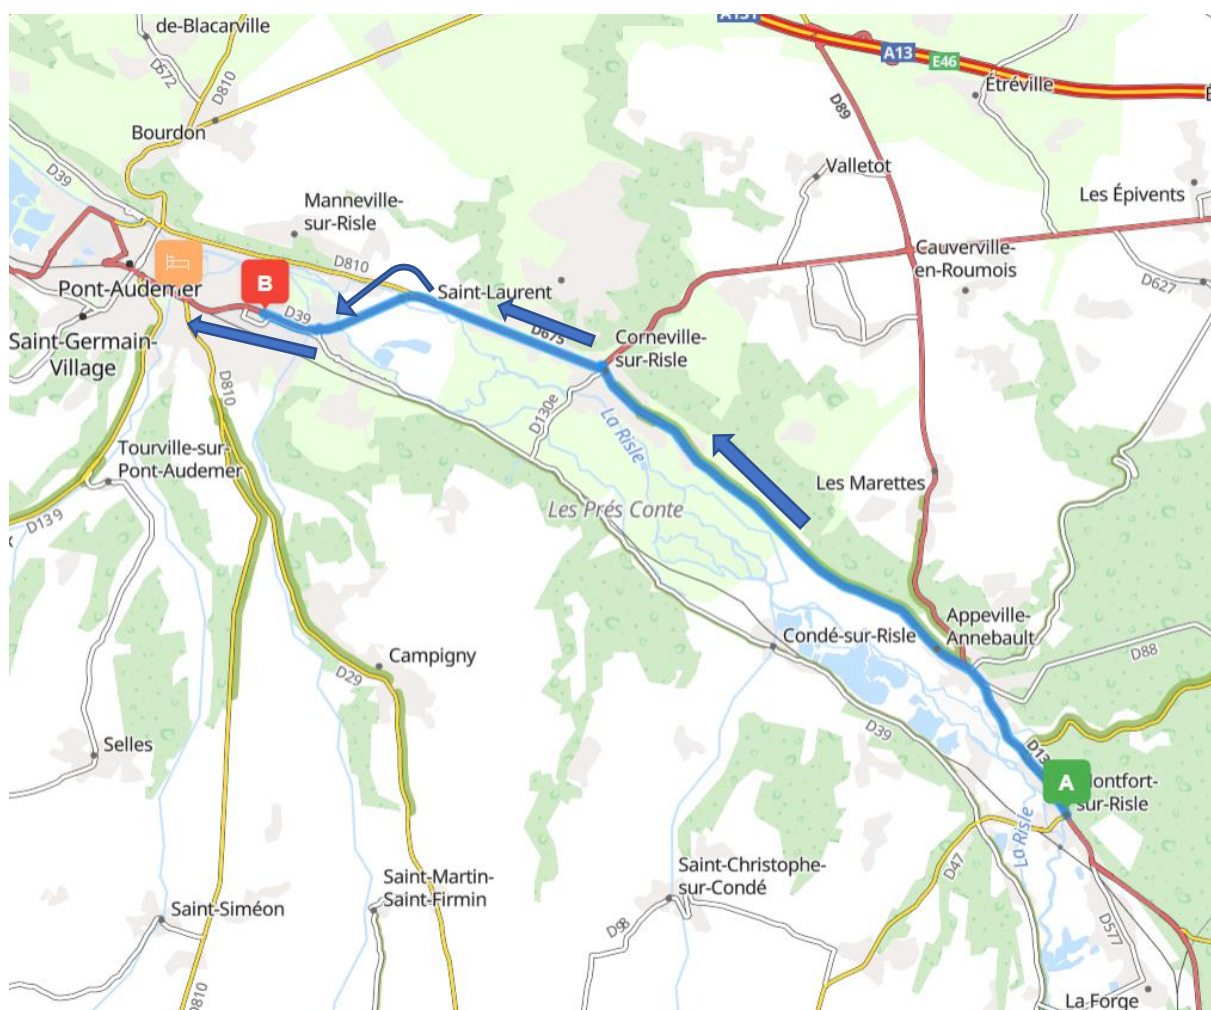 A131
de-Blacarville
A13
E46
D672
D810
D89
Étréville
Bourdon
Valletot
D39
Manneville-
sur-Risle
Les Épivents
D810
Cauverville-
en-Roumois
D627
B
Pont-Audemer
D39
Saint-Laurent
D675
Corneville-
sur-Risle
Saint-Germain-
Village
D810
D130e
La Risle
Tourville-sur-
Pont-Audemer
Les Marettes
Les Prés Conte
D139
Appeville-
Annebault
Condé-sur-Risle
D88
Campigny
D29
D39
Selles
D13
A
Montfort-
sur-Risle
La Risle
D47
Saint-Christophe-
sur-Condé
Saint-Martin-
Saint-Firmin
Saint-Siméon
D98
D577
D810
La Forge